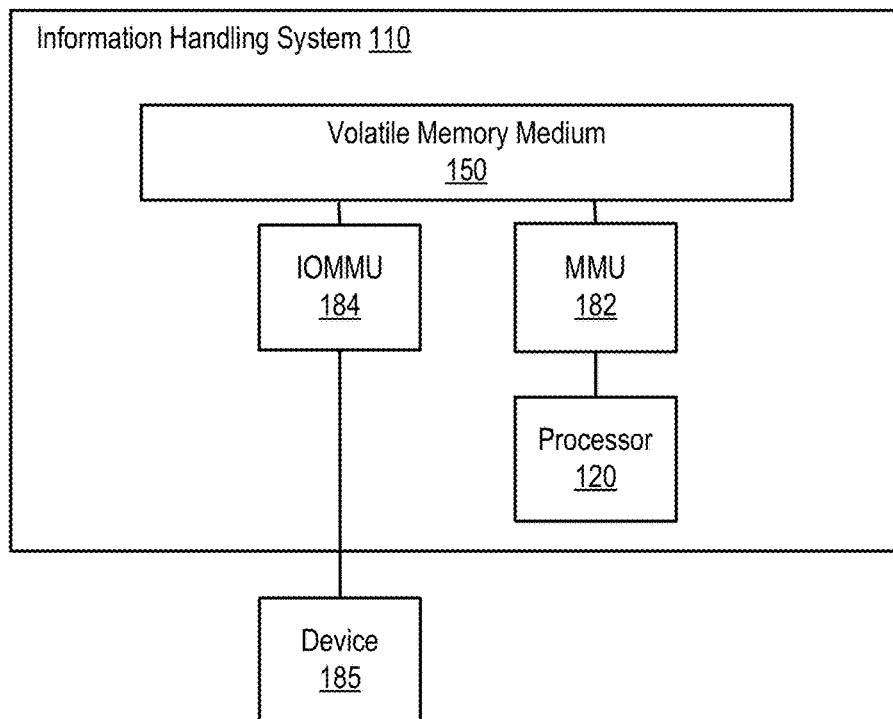 Information Handling System 110
Volatile Memory Medium
150
IOMMU
184
MMU
182
Processor
120
Device
185